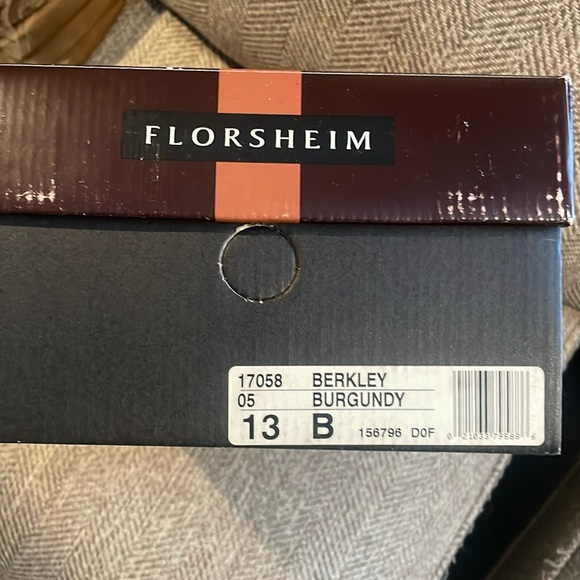 FLORSHEIM
17058 BERKLEY
05 BURGUNDY
13 B 156796 D0F